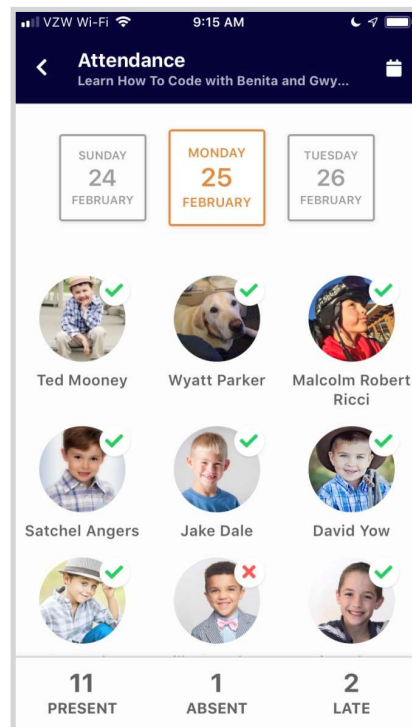 VZW Wi-Fi 9:15 AM
Attendance
Learn How To Code with Benita and Gwy...
SUNDAY MONDAY TUESDAY
24 25 26
FEBRUARY FEBRUARY FEBRUARY
Ted Mooney Wyatt Parker Malcolm Robert
Ricci
Satchel Angers Jake Dale David Yow
11 1 2
PRESENT ABSENT LATE